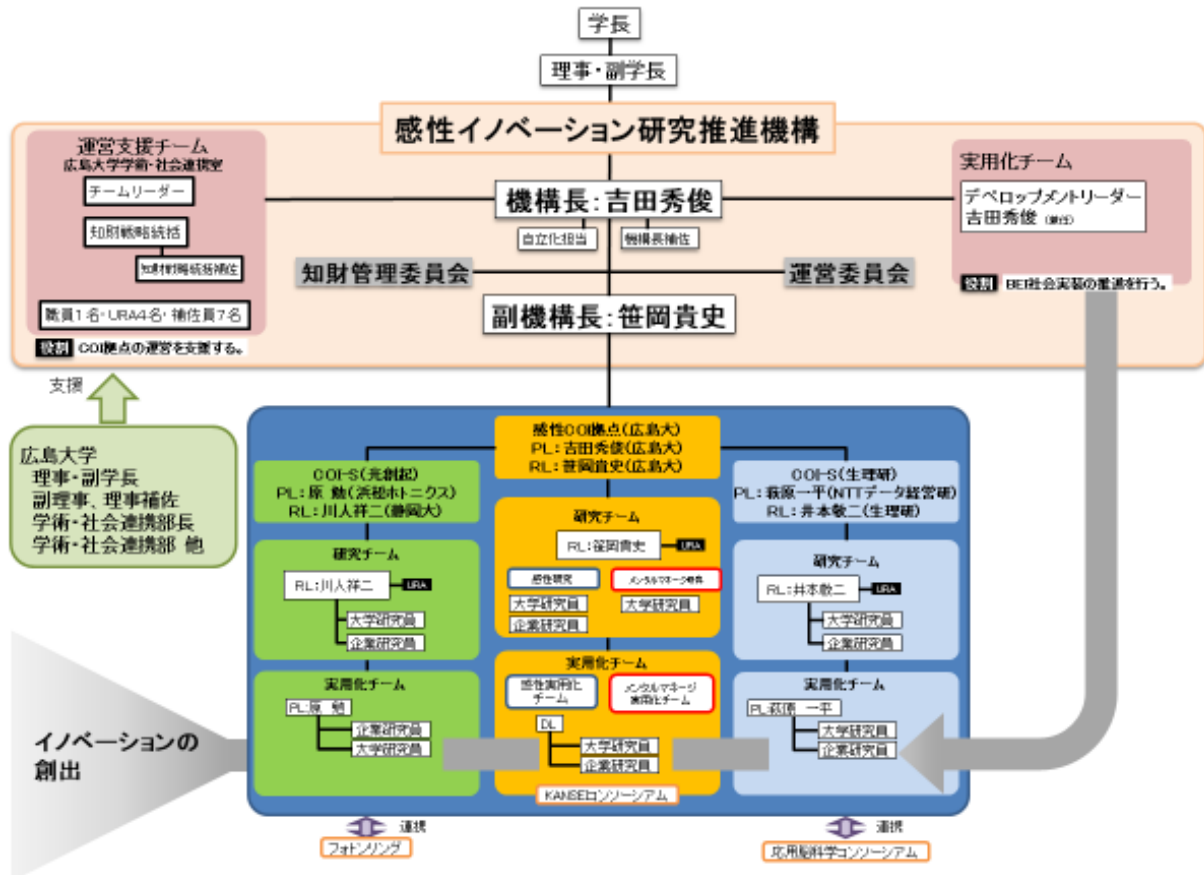 学長
理事・副学長
感性イノベーション研究推進機構
運営支援チーム
広島大学学術・社会連携室
チームリーダー
知財戦略統括
知財戦略統括補佐
職員1名・URA4名・補佐員7名
役割 COI拠点の運営を支援する。
機構長:吉田秀俊
自立化担当
機構長補佐
知財管理委員会
運営委員会
副機構長:笹岡貴史
実用化チーム
デベロップメントリーダー
吉田秀俊 (兼任)
役割 BEI社会実装の推進を行う。
支援
広島大学
理事・副学長
副理事、理事補佐
学術・社会連携部長
学術・社会連携部 他
感性COI拠点(広島大)
PL:吉田秀俊(広島大)
RL:笹岡貴史(広島大)
COI-S(光創起)
PL:原 勉(浜松ホトニクス)
RL:川人祥二(静岡大)
COI-S(生理研)
PL:萩原一平(NTTデータ経営研)
RL:井本敬二(生理研)
研究チーム
RL:川人祥二
URA
大学研究員
企業研究員
研究チーム
RL:笹岡貴史
URA
感性研究
メンタルマネージ研究
大学研究員
企業研究員
大学研究員
研究チーム
RL:井本敬二
URA
大学研究員
企業研究員
実用化チーム
PL:原 勉
企業研究員
大学研究員
実用化チーム
感性実用化
チーム
メンタルマネージ
実用化チーム
DL
大学研究員
企業研究員
KANSEIコンソーシアム
実用化チーム
PL:萩原 一平
大学研究員
企業研究員
イノベーションの
創出
連携
フォトンリング
連携
応用脳科学コンソーシアム